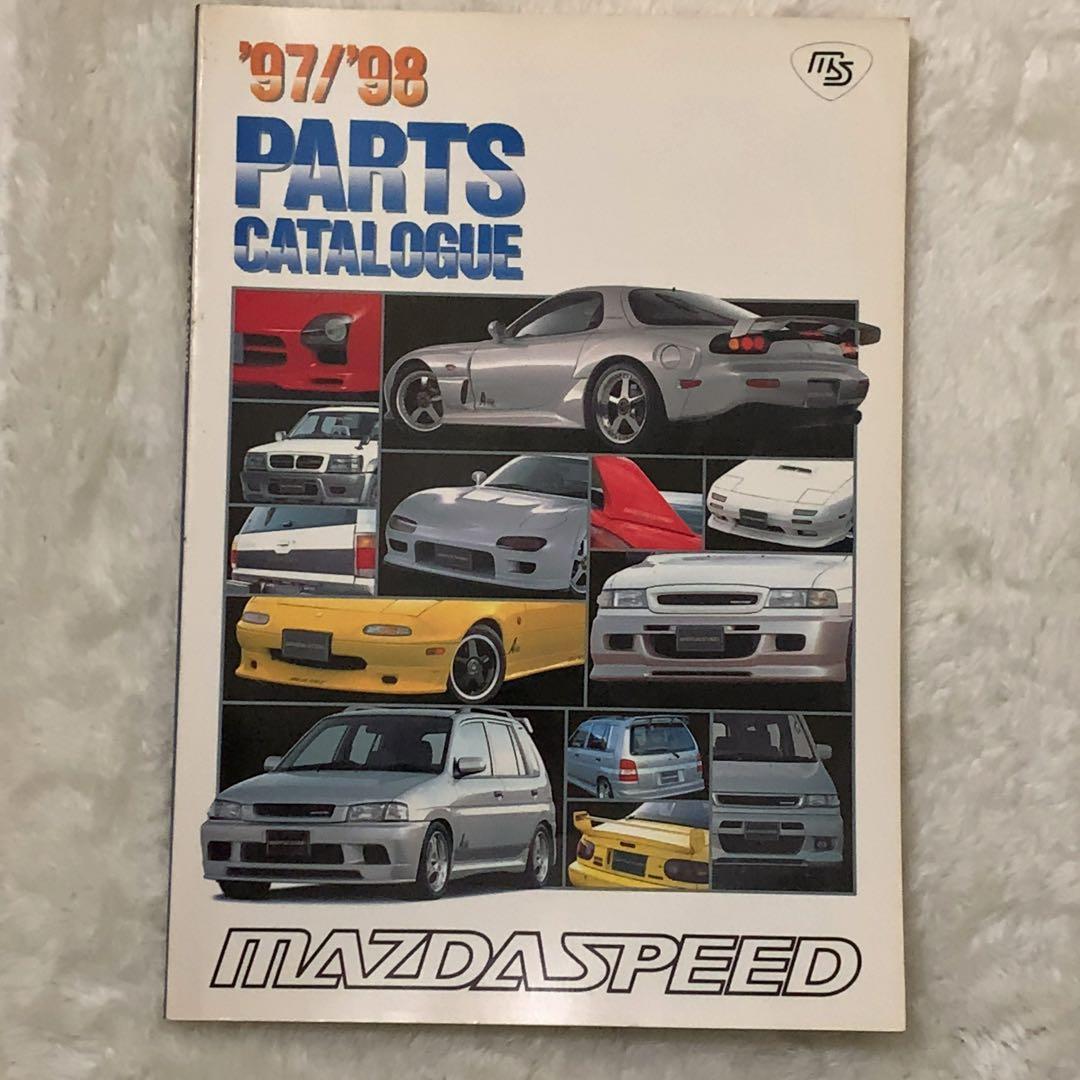 '97/'98
MS
PARTS
CATALOGUE
MAZDASPEED